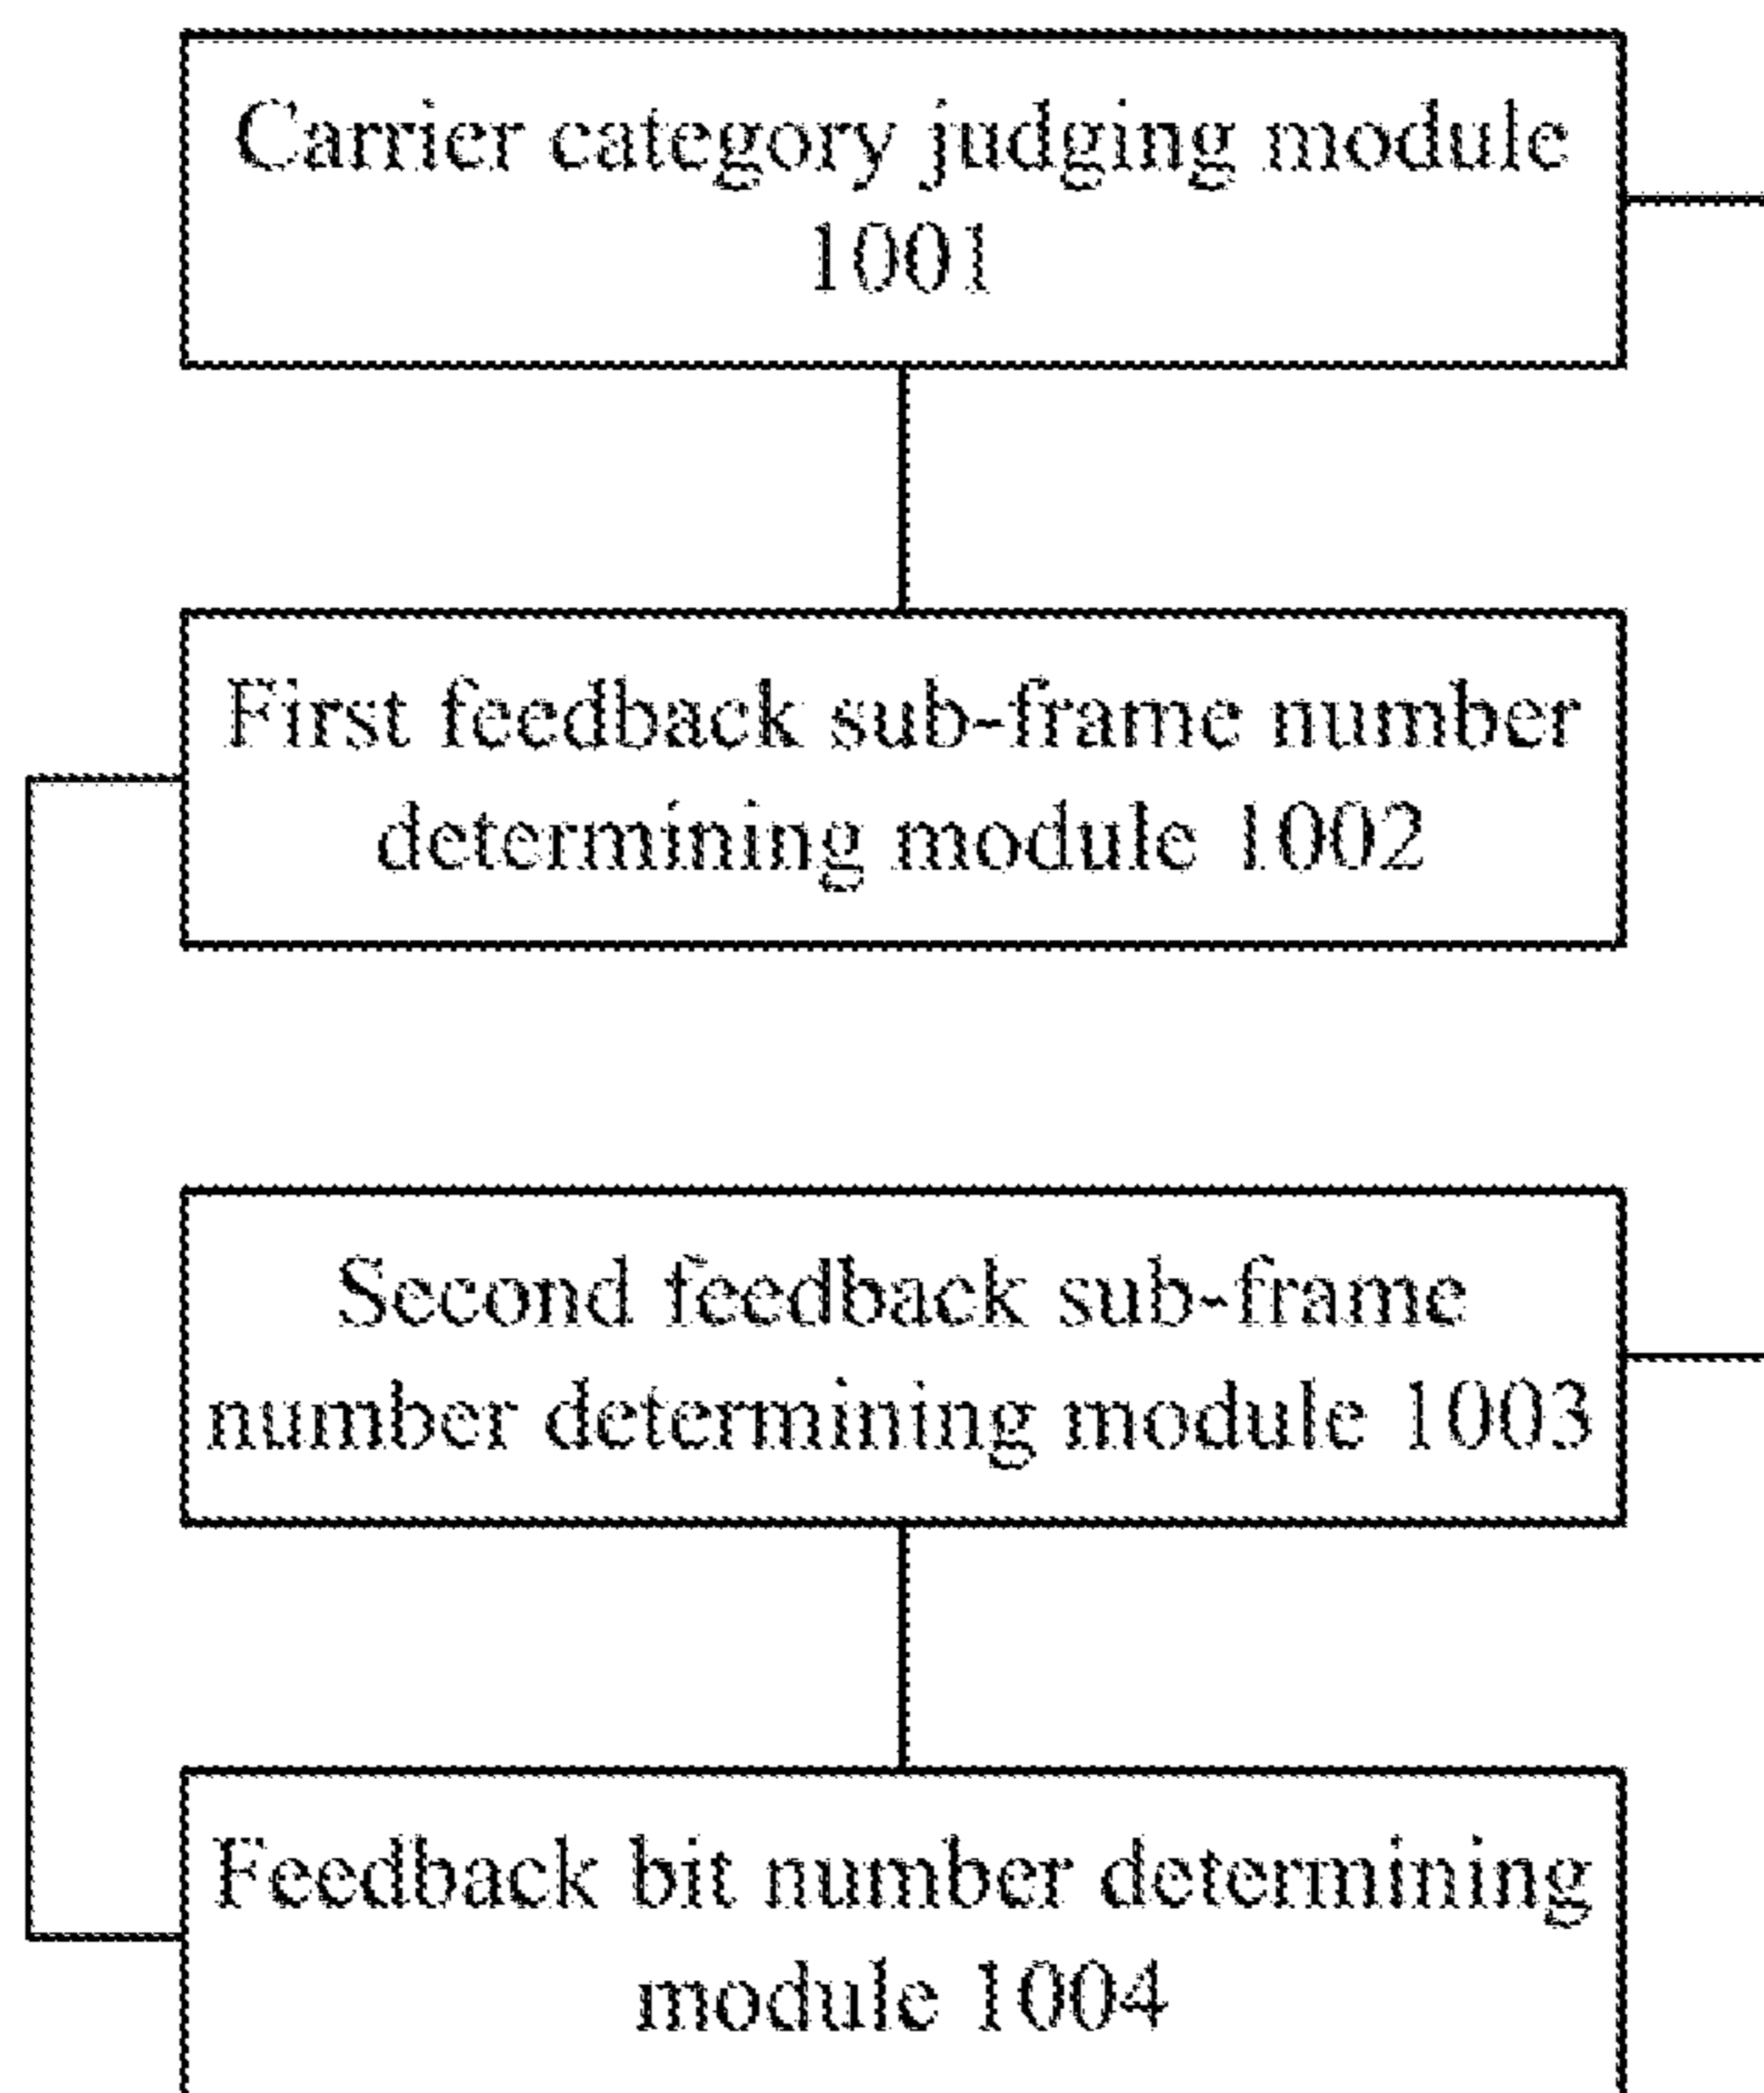 Carrier category judging module
1001
First feedback sub-frame number
determining module 1002
Second feedback sub-frame
number determining module 1003
Feedback bit number determining
module 1004